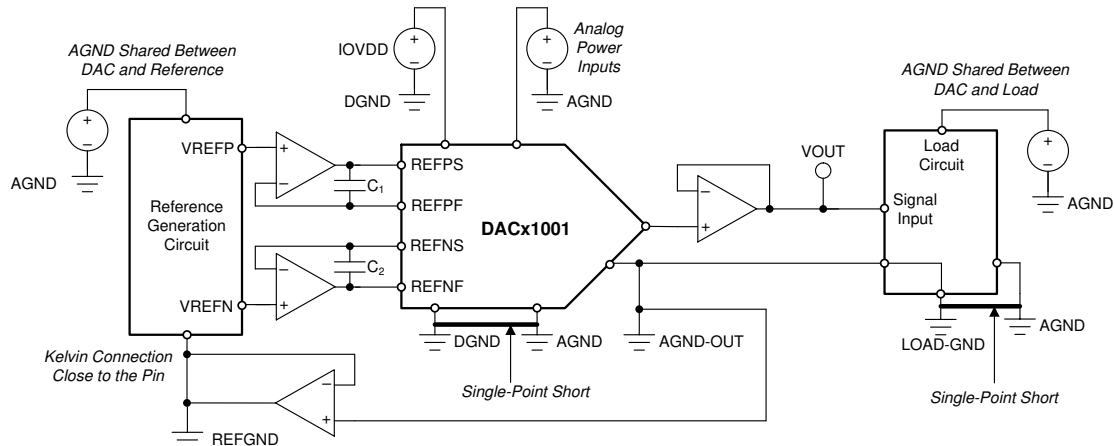 AGND Shared Between
DAC and Reference
IOVDD
DGND
Analog
Power
Inputs
AGND
AGND Shared Between
DAC and Load
AGND
VREFP
Reference
Generation
Circuit
VREFN
C1
C2
REFPS
REFPF
REFNS
REFNF
DACx1001
VOUT
Load
Circuit
Signal
Input
AGND
DGND
AGND
Single-Point Short
AGND-OUT
LOAD-GND
AGND
Single-Point Short
Kelvin Connection
Close to the Pin
REFGND